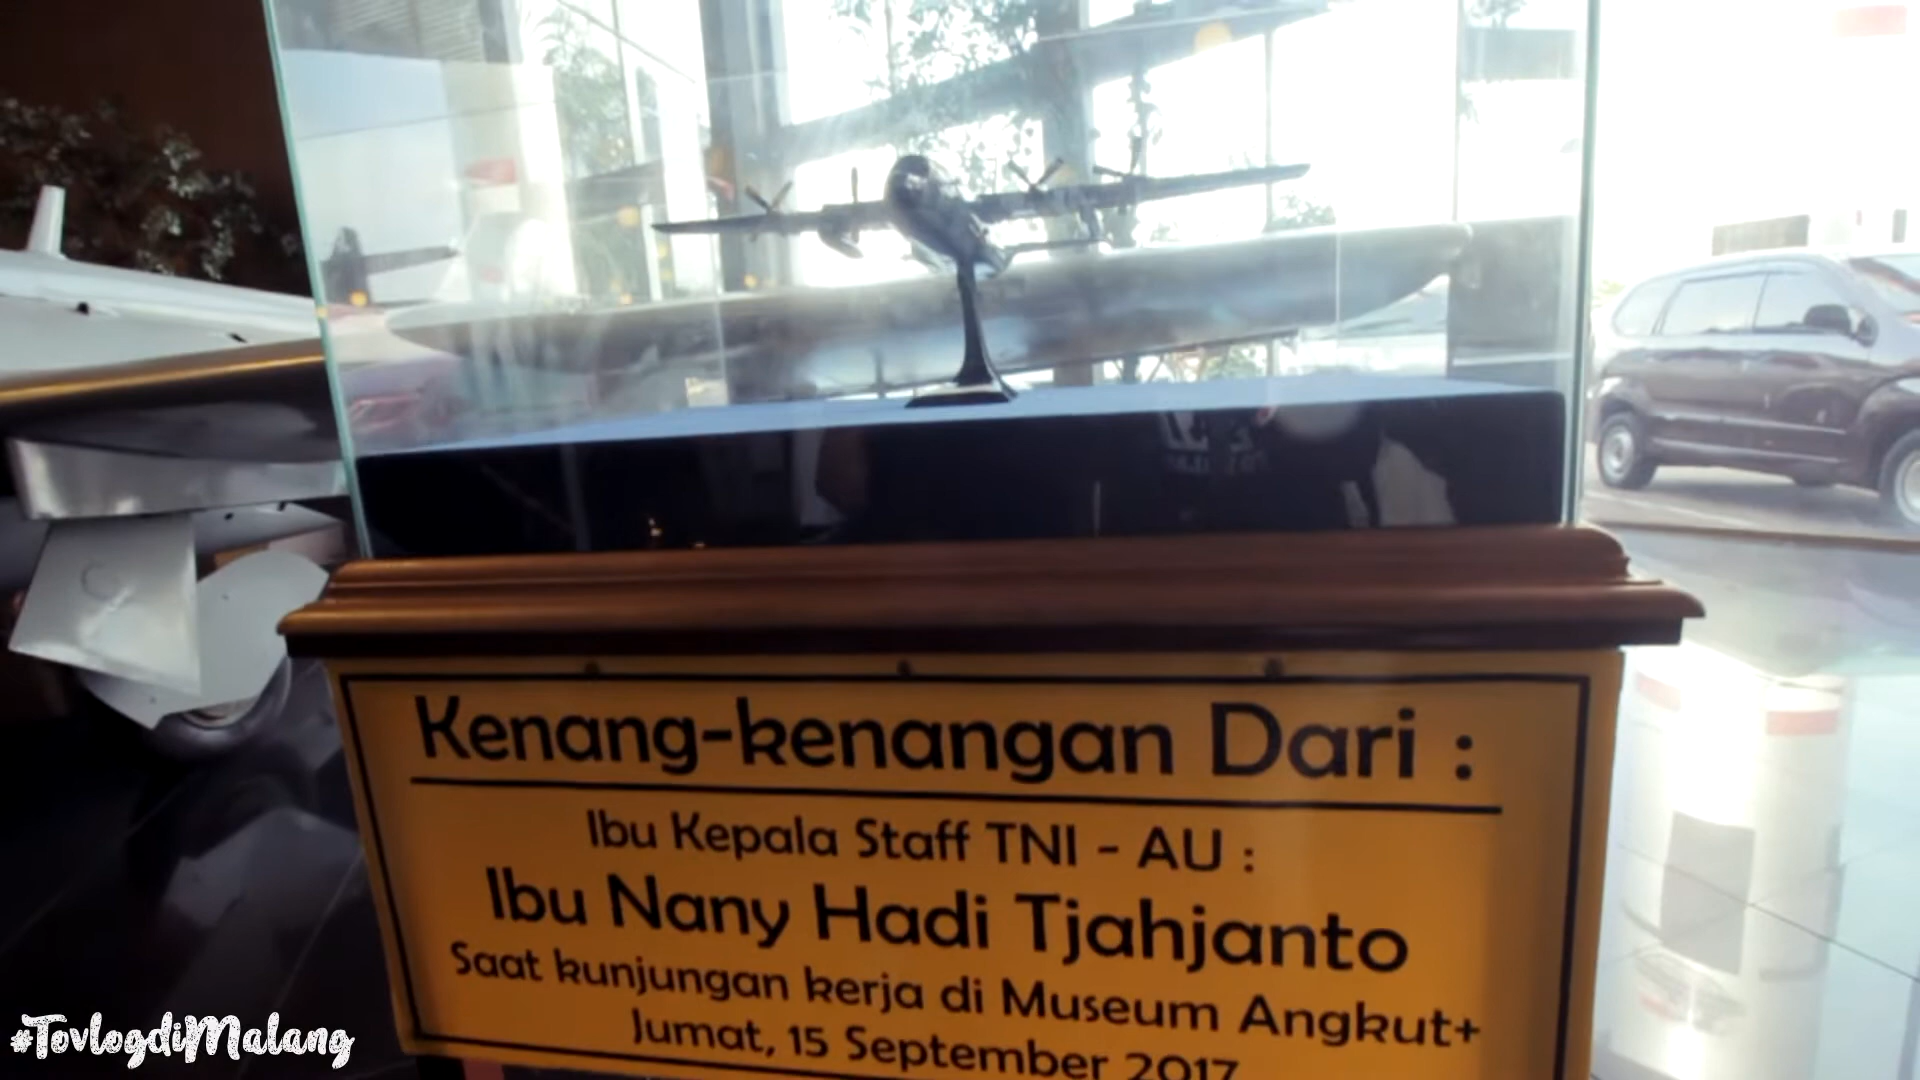 Kenang-kenangan Dari :
Ibu Kepala Staff TNI - AU :
Ibu Nany Hadi Tjahjanto
Saat kunjungan kerja di Museum Angkut+
Jumat, 15 September 2017
#TovlogdiMalang